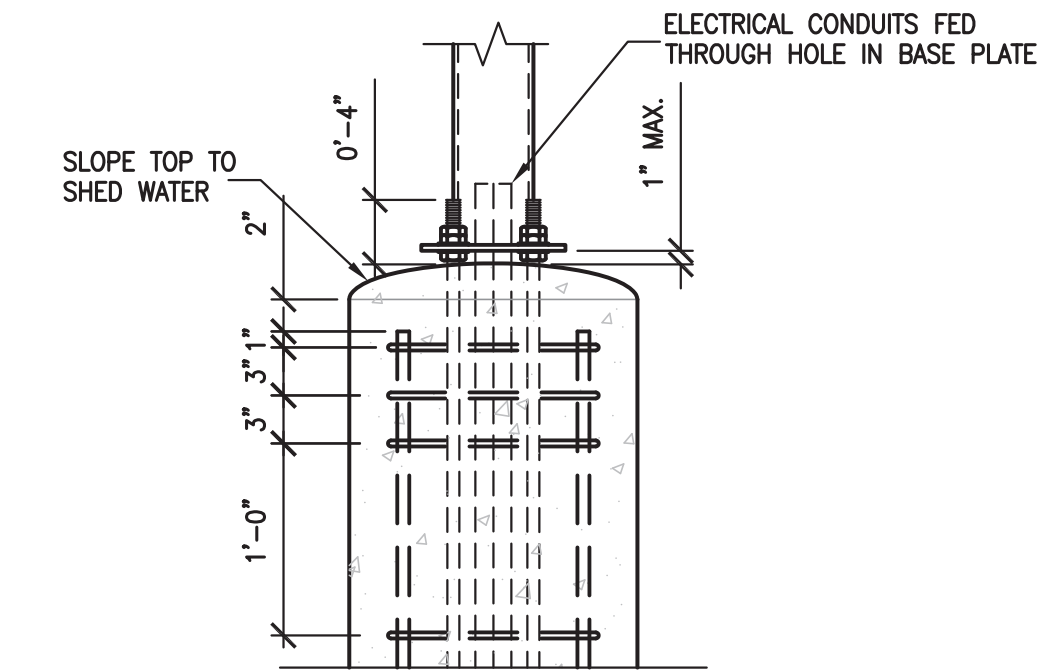 ELECTRICAL CONDUITS FED
THROUGH HOLE IN BASE PLATE
0'-4"
1" MAX.
SLOPE TOP TO
SHED WATER
2"
1"
3"
3"
1'-0"